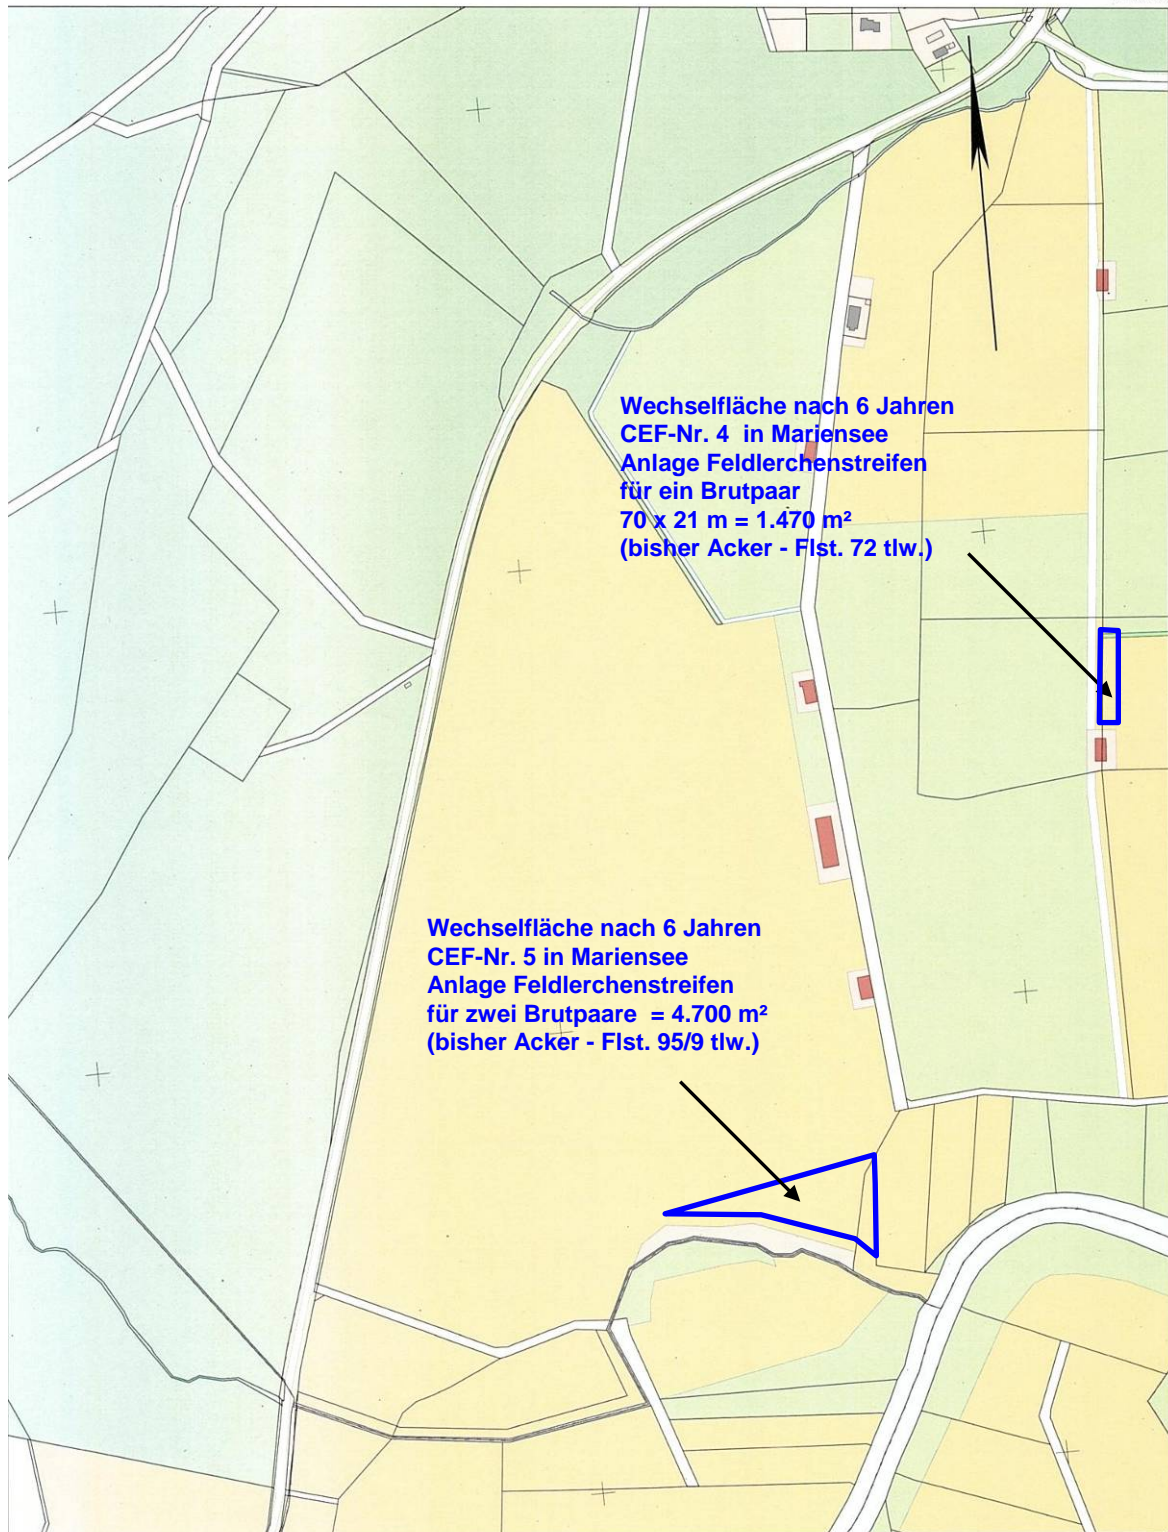 Wechselfläche nach 6 Jahren
CEF-Nr. 4  in Mariensee
Anlage Feldlerchenstreifen
für ein Brutpaar
70 x 21 m = 1.470 m²
(bisher Acker - Flst. 72 tlw.)
Wechselfläche nach 6 Jahren
CEF-Nr. 5 in Mariensee
Anlage Feldlerchenstreifen
für zwei Brutpaare  = 4.700 m²
(bisher Acker - Flst. 95/9 tlw.)